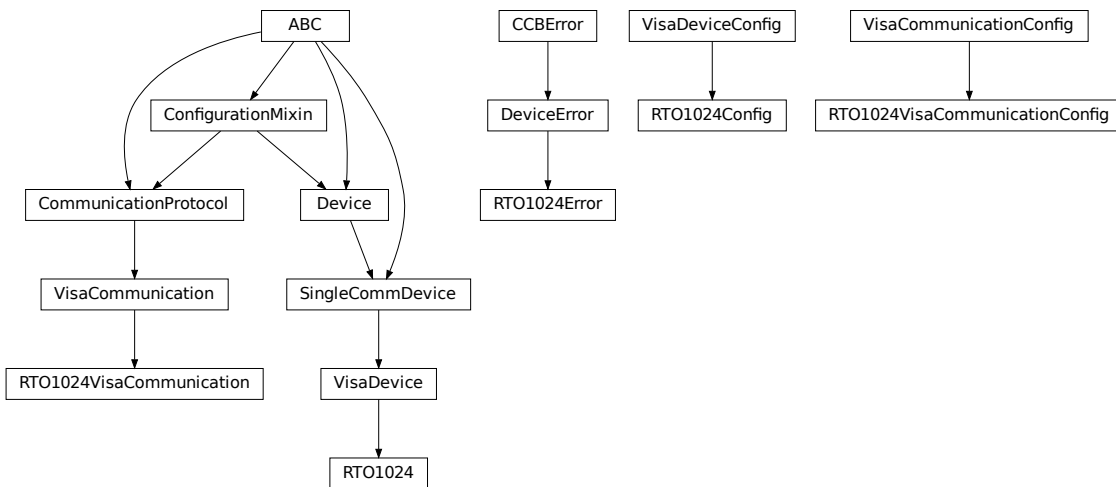 ABC
CCBError
VisaDeviceConfig
VisaCommunicationConfig
ConfigurationMixin
DeviceError
RTO1024Config
RTO1024VisaCommunicationConfig
CommunicationProtocol
Device
RTO1024Error
VisaCommunication
SingleCommDevice
RTO1024VisaCommunication
VisaDevice
RTO1024